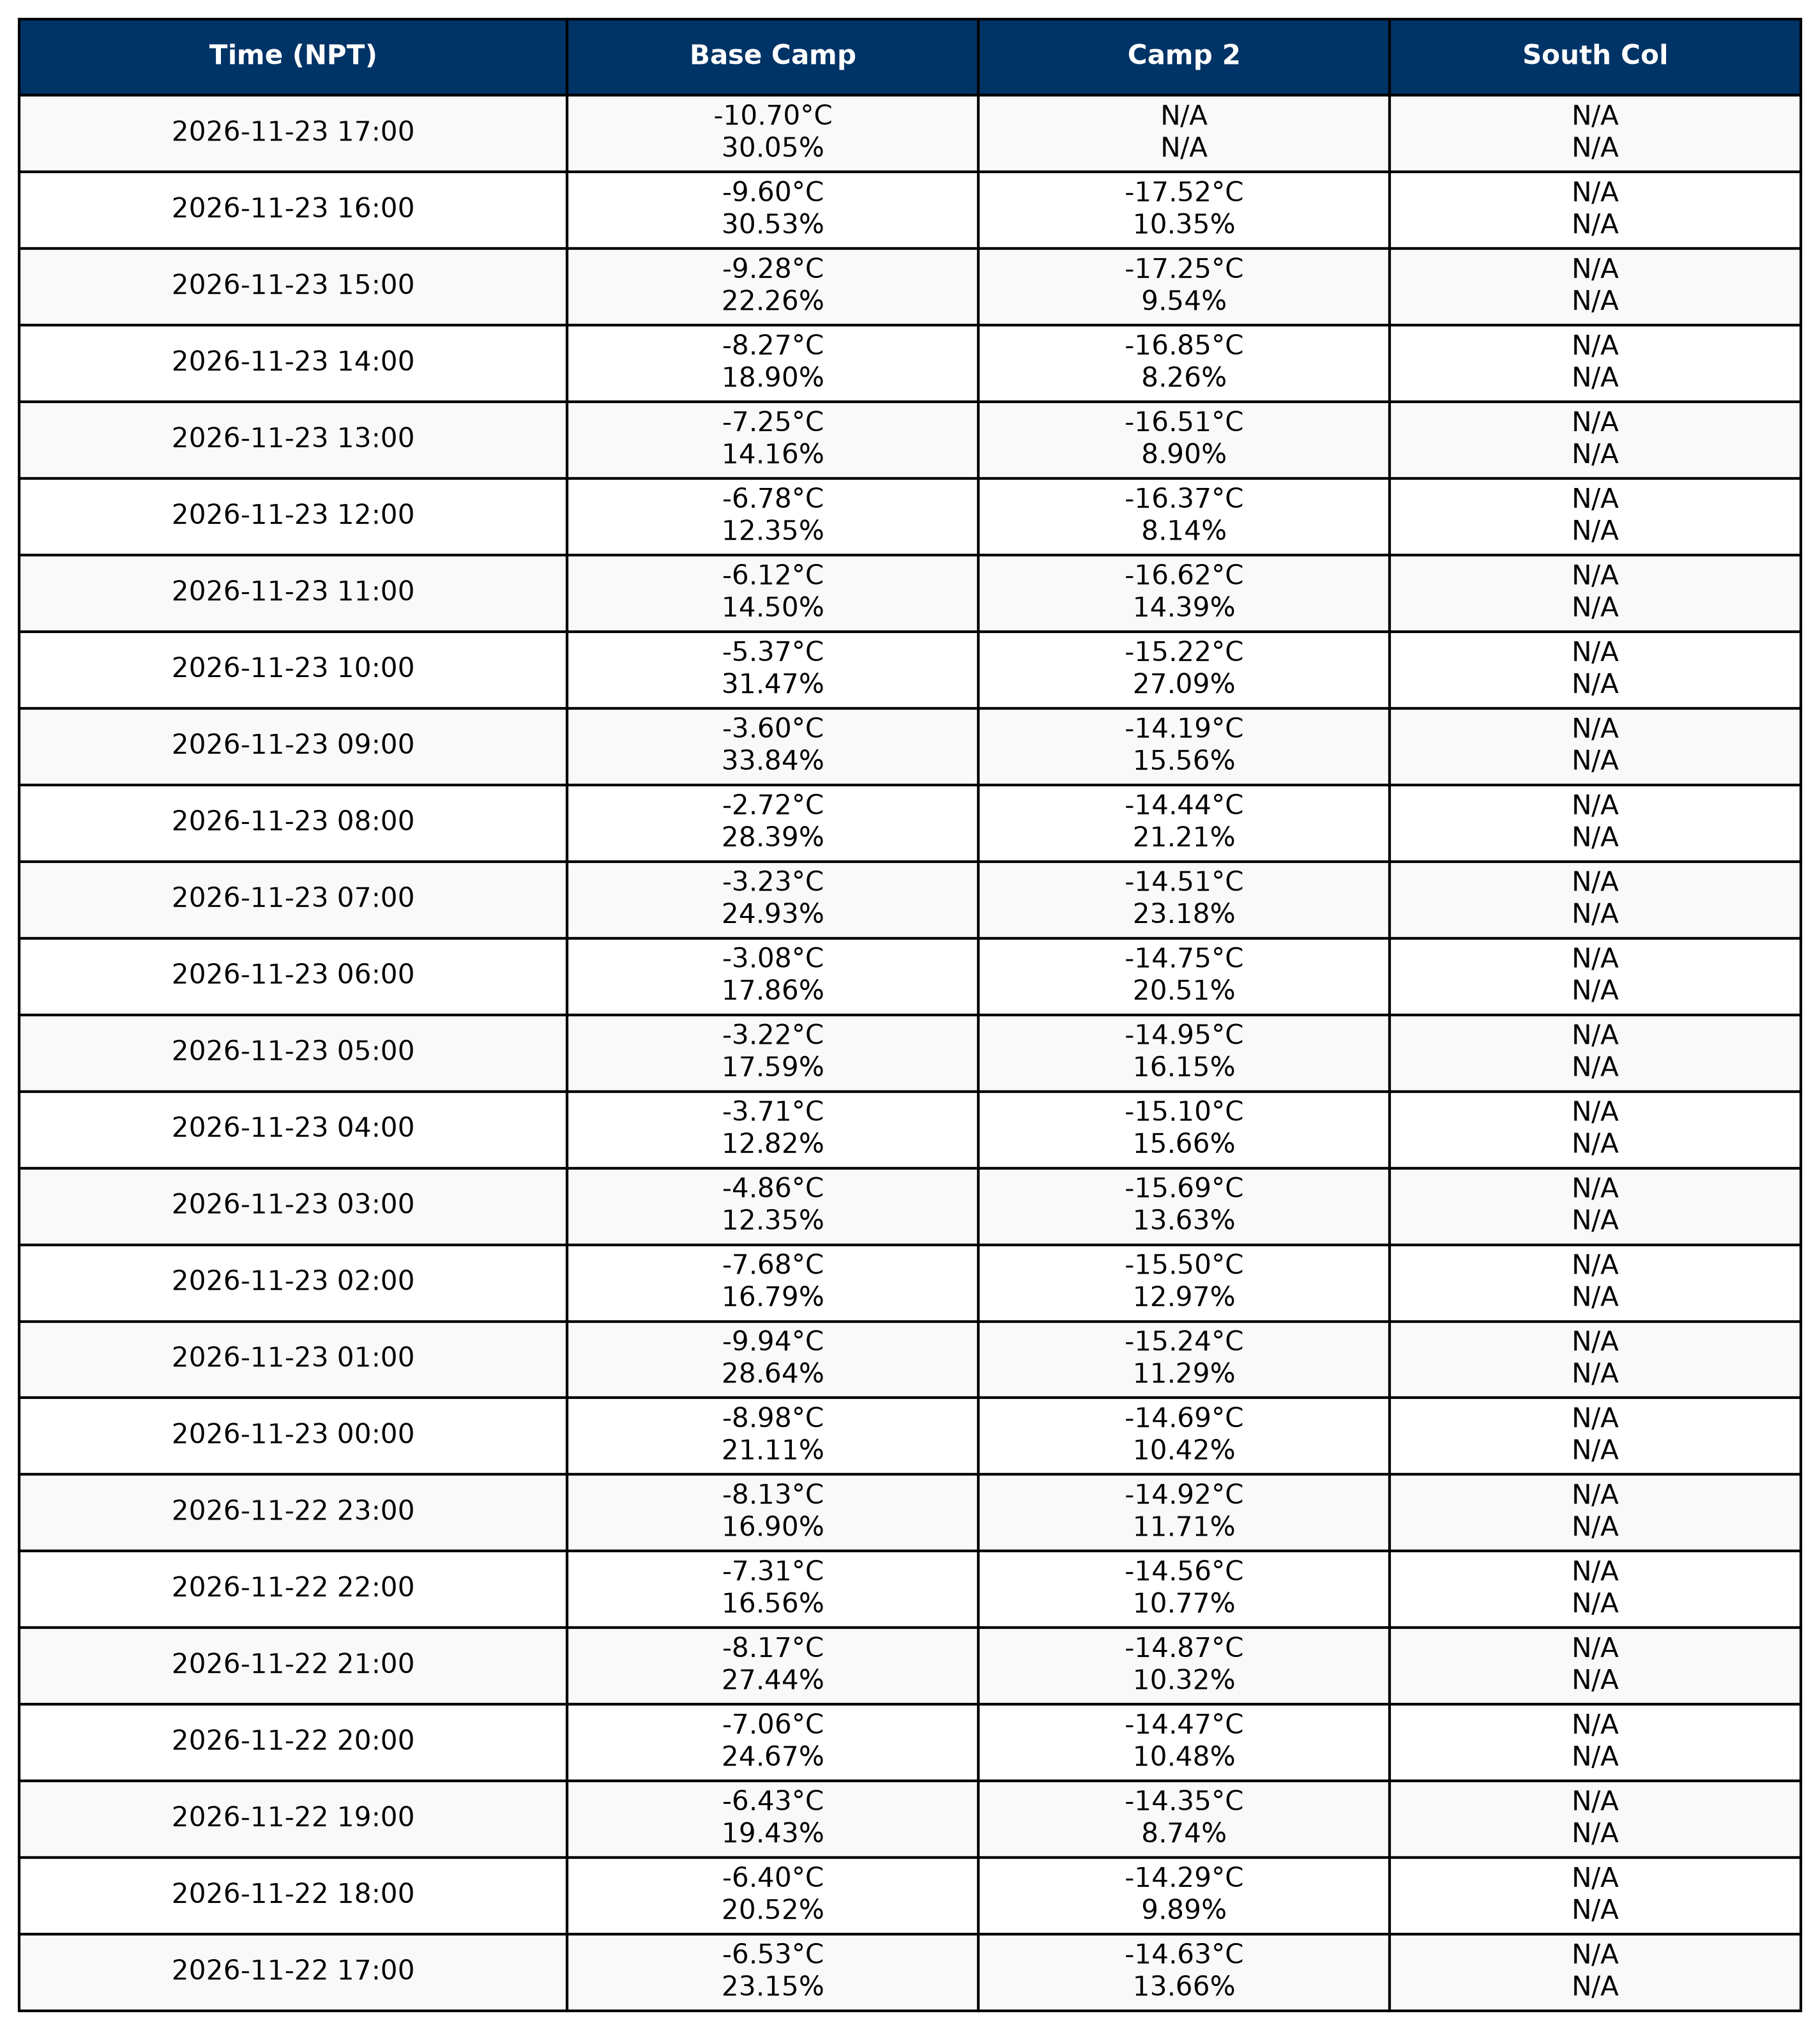 Time (NPT) Base Camp Camp 2 South Col
2026-11-23 17:00 -10.70°C N/A N/A
30.05% N/A N/A
2026-11-23 16:00 -9.60°C -17.52°C N/A
30.53% 10.35% N/A
2026-11-23 15:00 -9.28°C -17.25°C N/A
22.26% 9.54% N/A
2026-11-23 14:00 -8.27°C -16.85°C N/A
18.90% 8.26% N/A
2026-11-23 13:00 -7.25°C -16.51°C N/A
14.16% 8.90% N/A
2026-11-23 12:00 -6.78°C -16.37°C N/A
12.35% 8.14% N/A
2026-11-23 11:00 -6.12°C -16.62°C N/A
14.50% 14.39% N/A
2026-11-23 10:00 -5.37°C -15.22°C N/A
31.47% 27.09% N/A
2026-11-23 09:00 -3.60°C -14.19°C N/A
33.84% 15.56% N/A
2026-11-23 08:00 -2.72°C -14.44°C N/A
28.39% 21.21% N/A
2026-11-23 07:00 -3.23°C -14.51°C N/A
24.93% 23.18% N/A
2026-11-23 06:00 -3.08°C -14.75°C N/A
17.86% 20.51% N/A
2026-11-23 05:00 -3.22°C -14.95°C N/A
17.59% 16.15% N/A
2026-11-23 04:00 -3.71°C -15.10°C N/A
12.82% 15.66% N/A
2026-11-23 03:00 -4.86°C -15.69°C N/A
12.35% 13.63% N/A
2026-11-23 02:00 -7.68°C -15.50°C N/A
16.79% 12.97% N/A
2026-11-23 01:00 -9.94°C -15.24°C N/A
28.64% 11.29% N/A
2026-11-23 00:00 -8.98°C -14.69°C N/A
21.11% 10.42% N/A
2026-11-22 23:00 -8.13°C -14.92°C N/A
16.90% 11.71% N/A
2026-11-22 22:00 -7.31°C -14.56°C N/A
16.56% 10.77% N/A
2026-11-22 21:00 -8.17°C -14.87°C N/A
27.44% 10.32% N/A
2026-11-22 20:00 -7.06°C -14.47°C N/A
24.67% 10.48% N/A
2026-11-22 19:00 -6.43°C -14.35°C N/A
19.43% 8.74% N/A
2026-11-22 18:00 -6.40°C -14.29°C N/A
20.52% 9.89% N/A
2026-11-22 17:00 -6.53°C -14.63°C N/A
23.15% 13.66% N/A